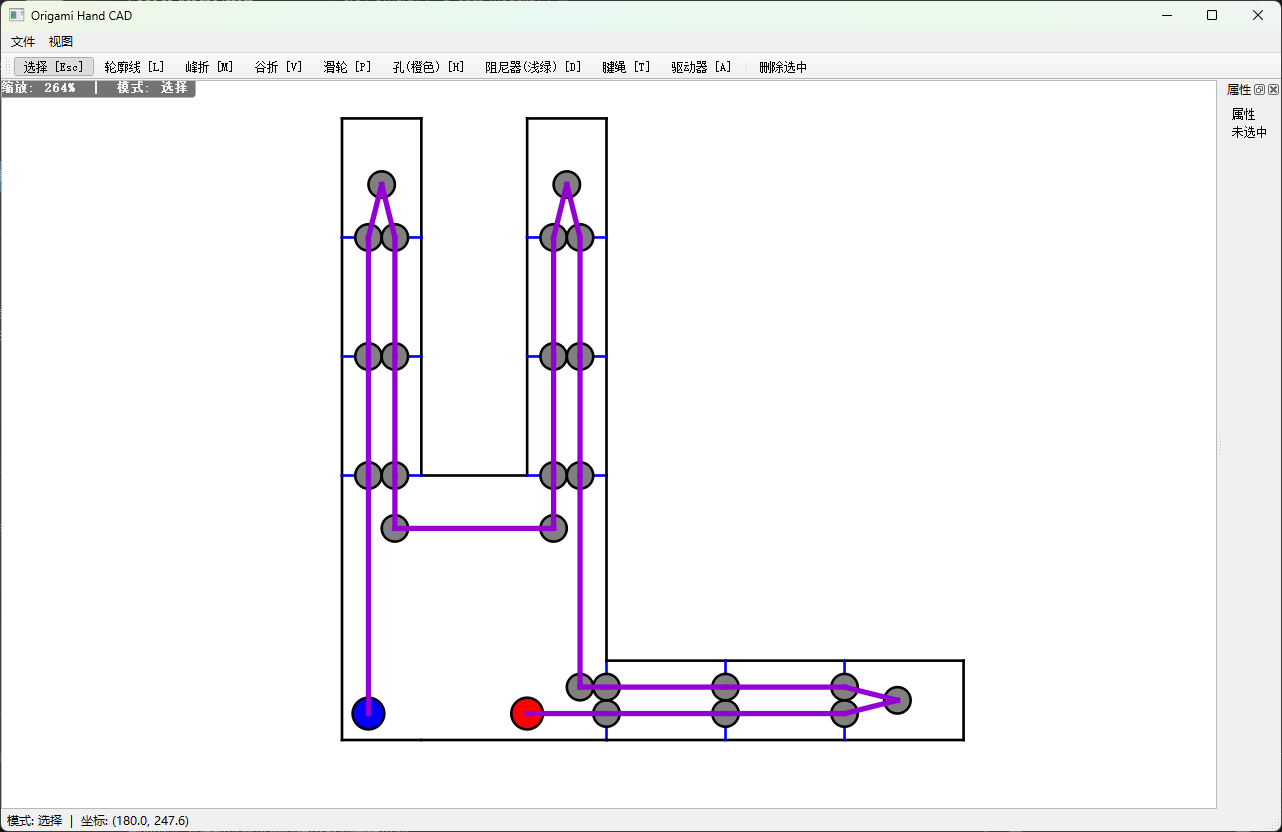 Origami Hand CAD
文件 视图
选择 [Esc] 轮廓线 [L] 峰折 [M] 谷折 [V] 滑轮 [P] 孔(橙色) [H] 阻尼器(浅绿) [D] 腱绳 [T] 驱动器 [A] 删除选中
缩放: 264% | 模式: 选择
属性
属性
未选中
模式: 选择 | 坐标: (180.0, 247.6)